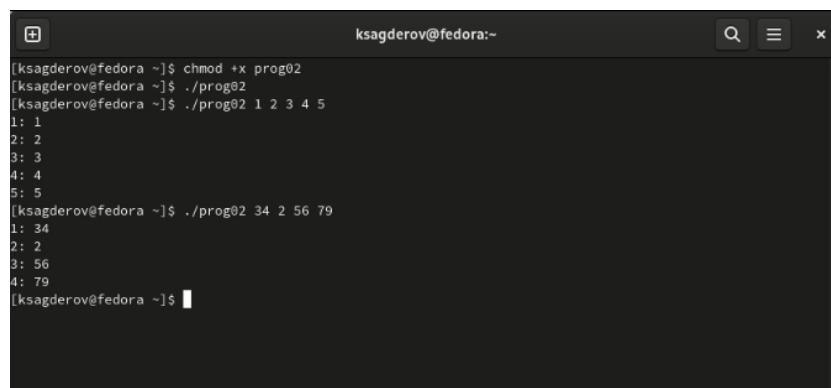 ksagderov@fedora:~
[ksagderov@fedora ~]$ chmod +x prog02
[ksagderov@fedora ~]$ ./prog02
[ksagderov@fedora ~]$ ./prog02 1 2 3 4 5
1: 1
2: 2
3: 3
4: 4
5: 5
[ksagderov@fedora ~]$ ./prog02 34 2 56 79
1: 34
2: 2
3: 56
4: 79
[ksagderov@fedora ~]$